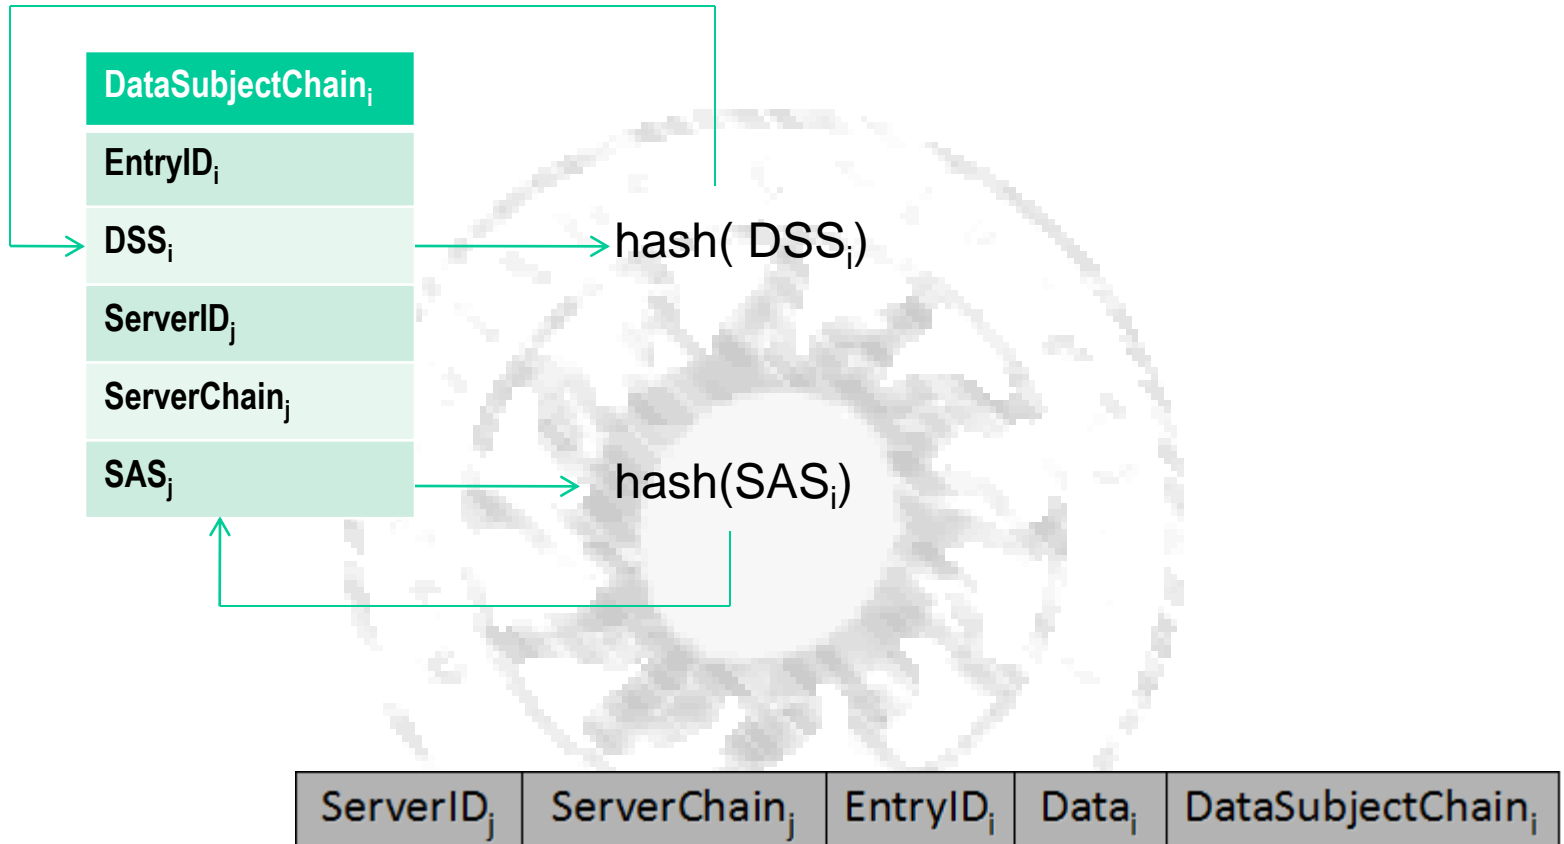 DataSubjectChainᵢ
EntryIDᵢ
DSSᵢ
hash( DSSᵢ)
ServerIDⱼ
ServerChainⱼ
SASⱼ
hash(SASᵢ)
ServerIDⱼ ServerChainⱼ EntryIDᵢ Dataᵢ DataSubjectChainᵢ